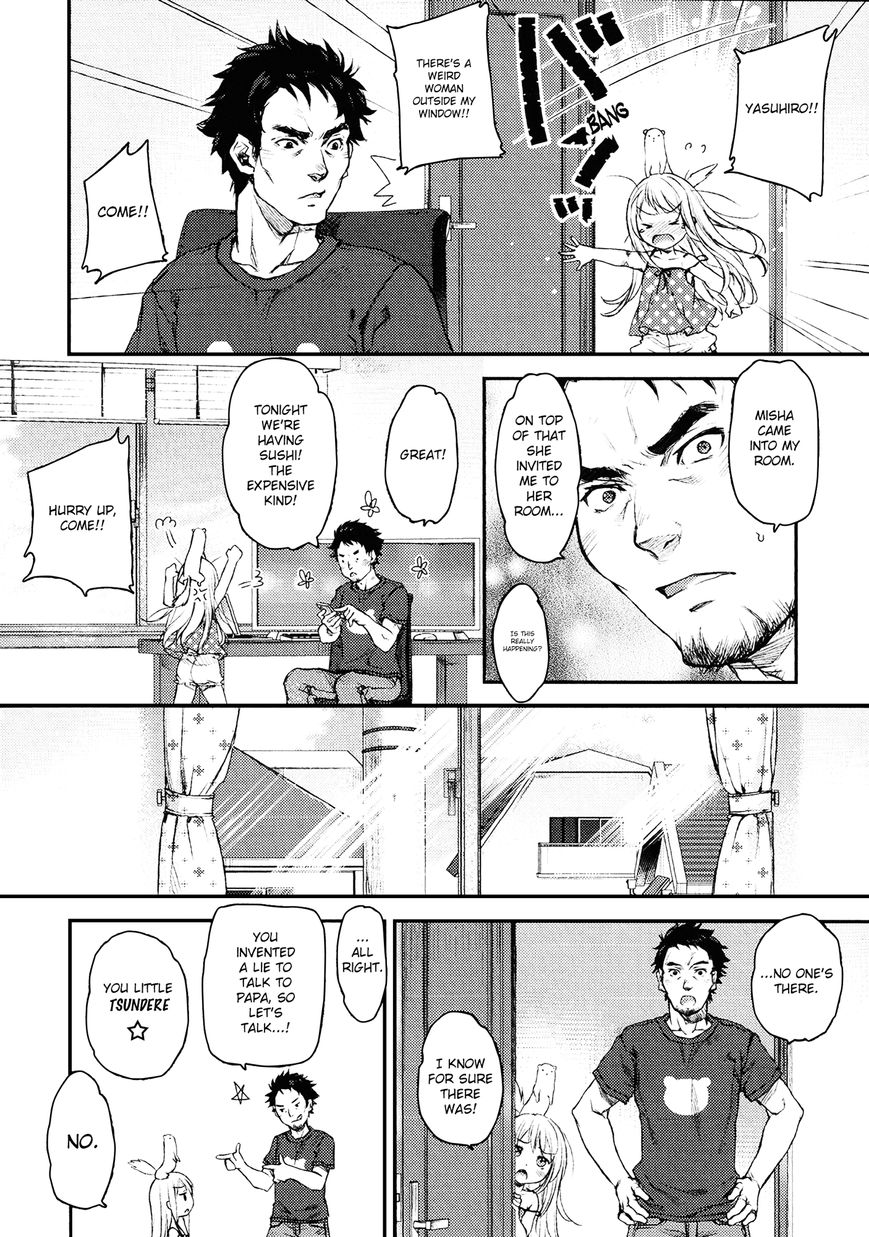 YASUHIRO!!
バンッ
BANG
THERE'S A
WEIRD
WOMAN
OUTSIDE MY
WINDOW!!
COME!!
MISHA
CAME
INTO MY
ROOM.
ON TOP
OF THAT
SHE
INVITED
ME TO
HER
ROOM...
IS THIS
REALLY
HAPPENING?
GREAT!
TONIGHT
WE'RE
HAVING
SUSHI!
THE
EXPENSIVE
KIND!
HURRY UP,
COME!!
...NO ONE'S
THERE.
I KNOW
FOR SURE
THERE
WAS!
...
ALL
RIGHT.
YOU
INVENTED
A LIE TO
TALK TO
PAPA, SO
LET'S
TALK...!
YOU LITTLE
TSUNDERE
☆
NO.